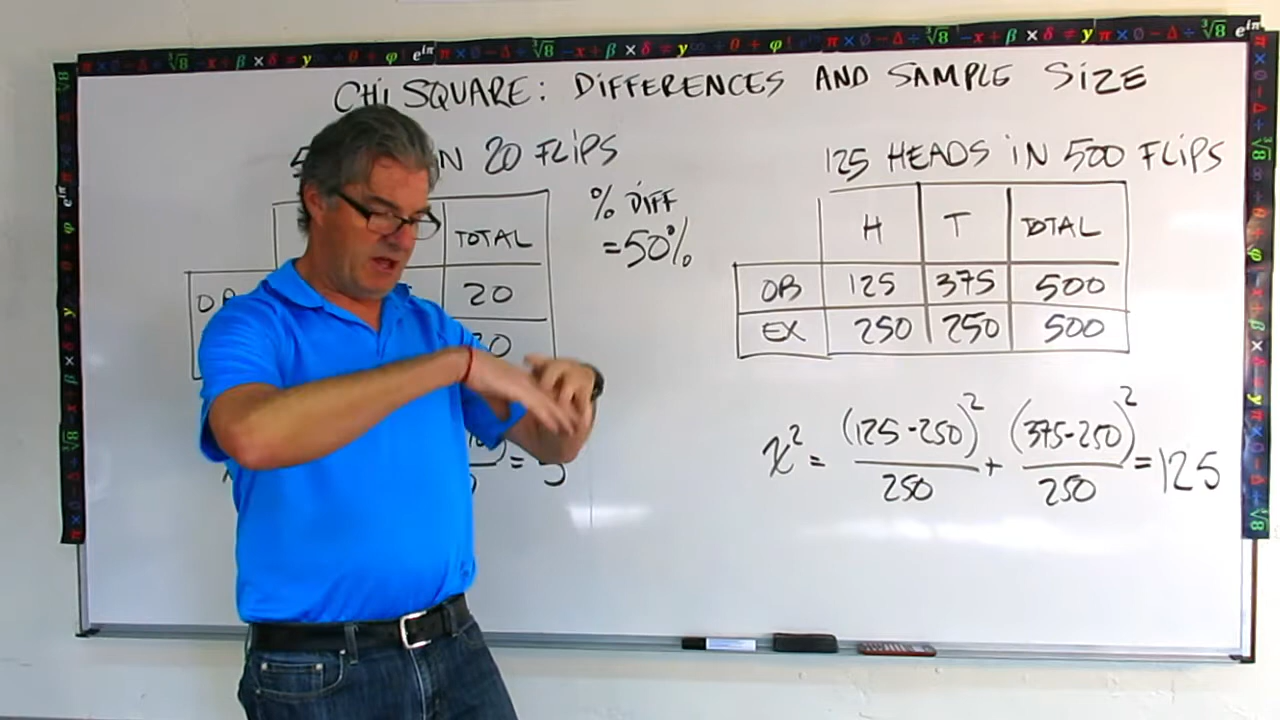 CHI SQUARE: DIFFERENCES AND SAMPLE SIZE
20 FLIPS
125 HEADS IN 500 FLIPS
% DIFF
=50%
TOTAL
20
H T TOTAL
OB 125 375 500
EX 250 250 500
= 5
χ² = (125-250)² / 250 + (375-250)² / 250 = 125